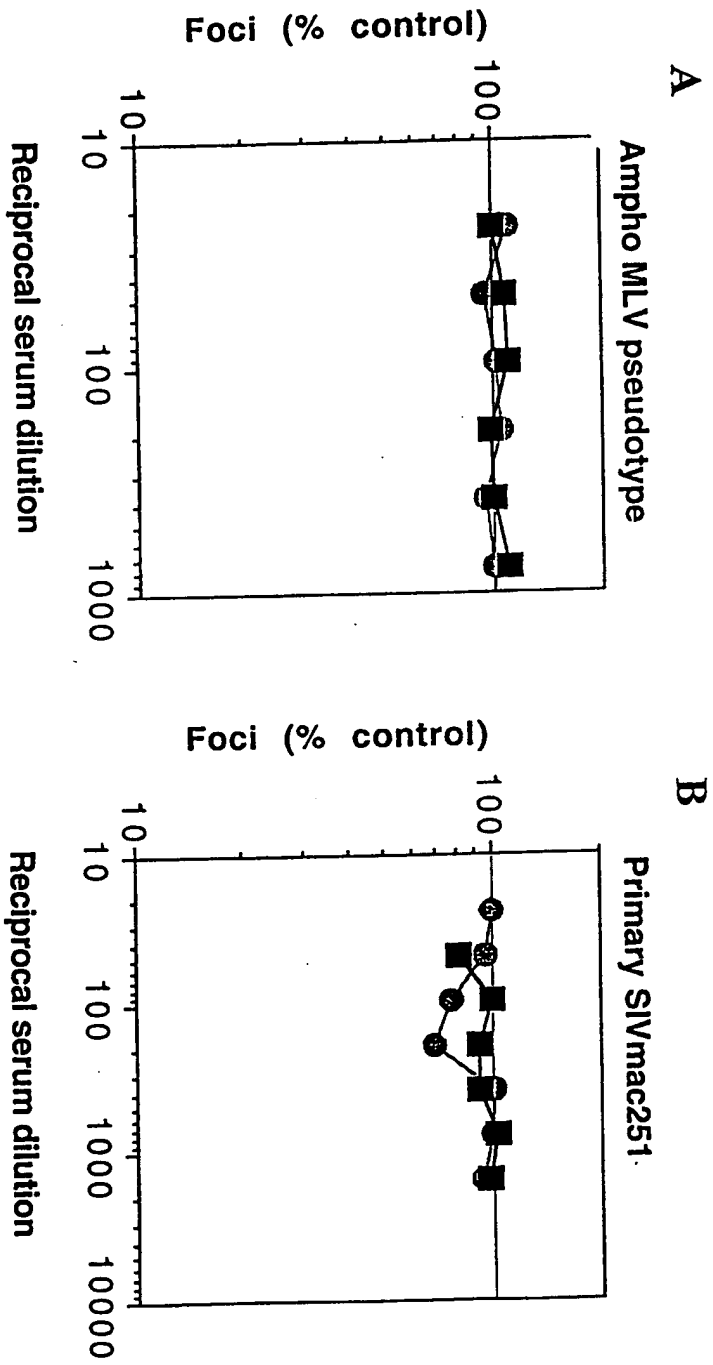 A
Ampho MLV pseudotype
Foci (% control)
100
10
10
100
1000
Reciprocal serum dilution
B
Primary SIVmac251
Foci (% control)
100
10
10
100
1000
10000
Reciprocal serum dilution